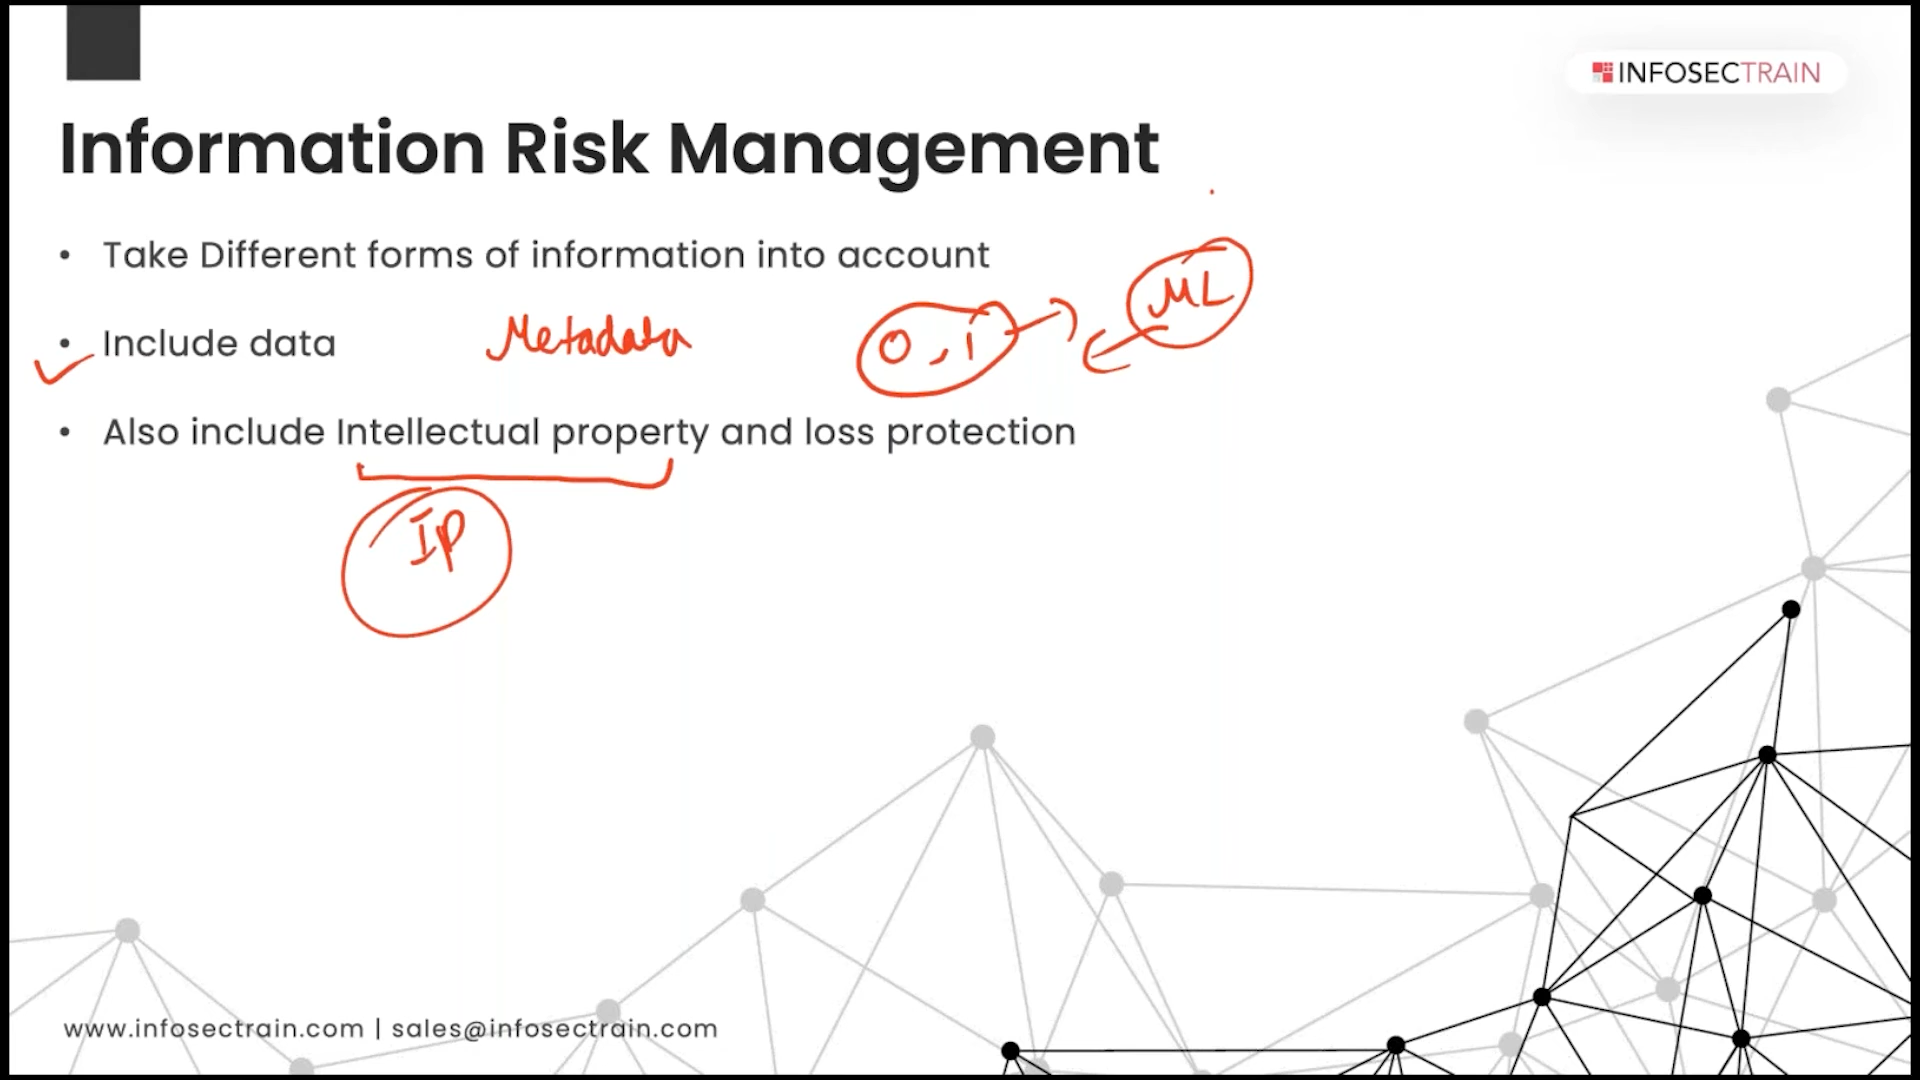 INFOSECTRAIN
Information Risk Management
• Take Different forms of information into account
ML
• Include data
Metadata
0, 1
• Also include Intellectual property and loss protection
IP
www.infosectrain.com | sales@infosectrain.com